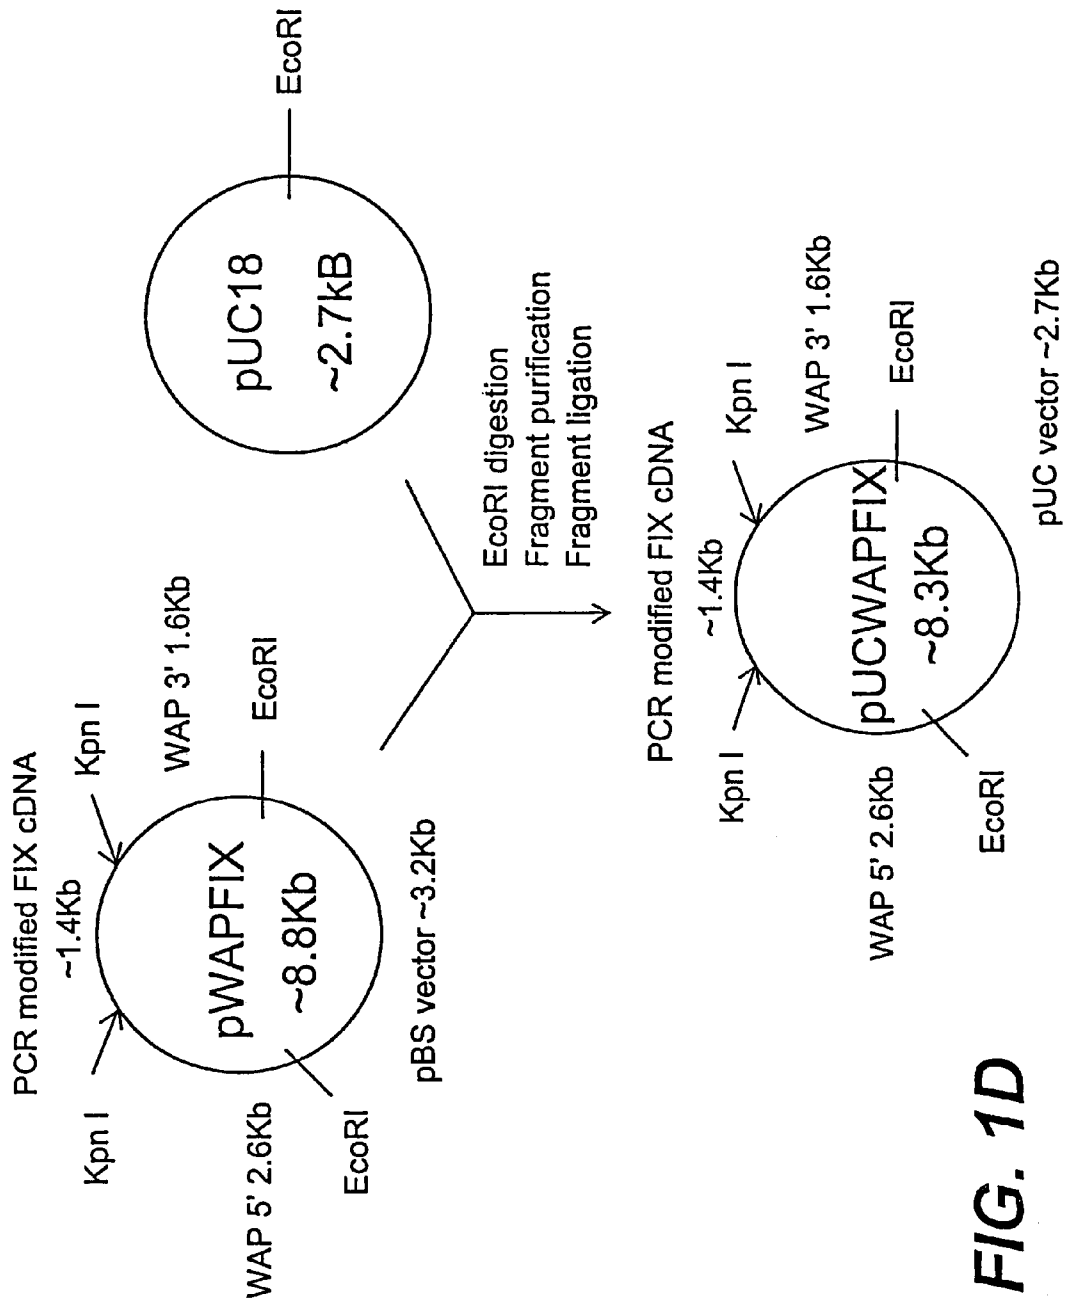 PCR modified FIX cDNA
~1.4Kb
Kpn I
Kpn I
WAP 5' 2.6Kb
WAP 3' 1.6Kb
pWAPFIX
~8.8Kb
EcoRI
EcoRI
pBS vector ~3.2Kb
pUC18
~2.7kB
EcoRI
EcoRI digestion
Fragment purification
Fragment ligation
PCR modified FIX cDNA
~1.4Kb
Kpn I
Kpn I
WAP 5' 2.6Kb
WAP 3' 1.6Kb
pUCWAPFIX
~8.3Kb
EcoRI
EcoRI
pUC vector ~2.7Kb
FIG. 1D